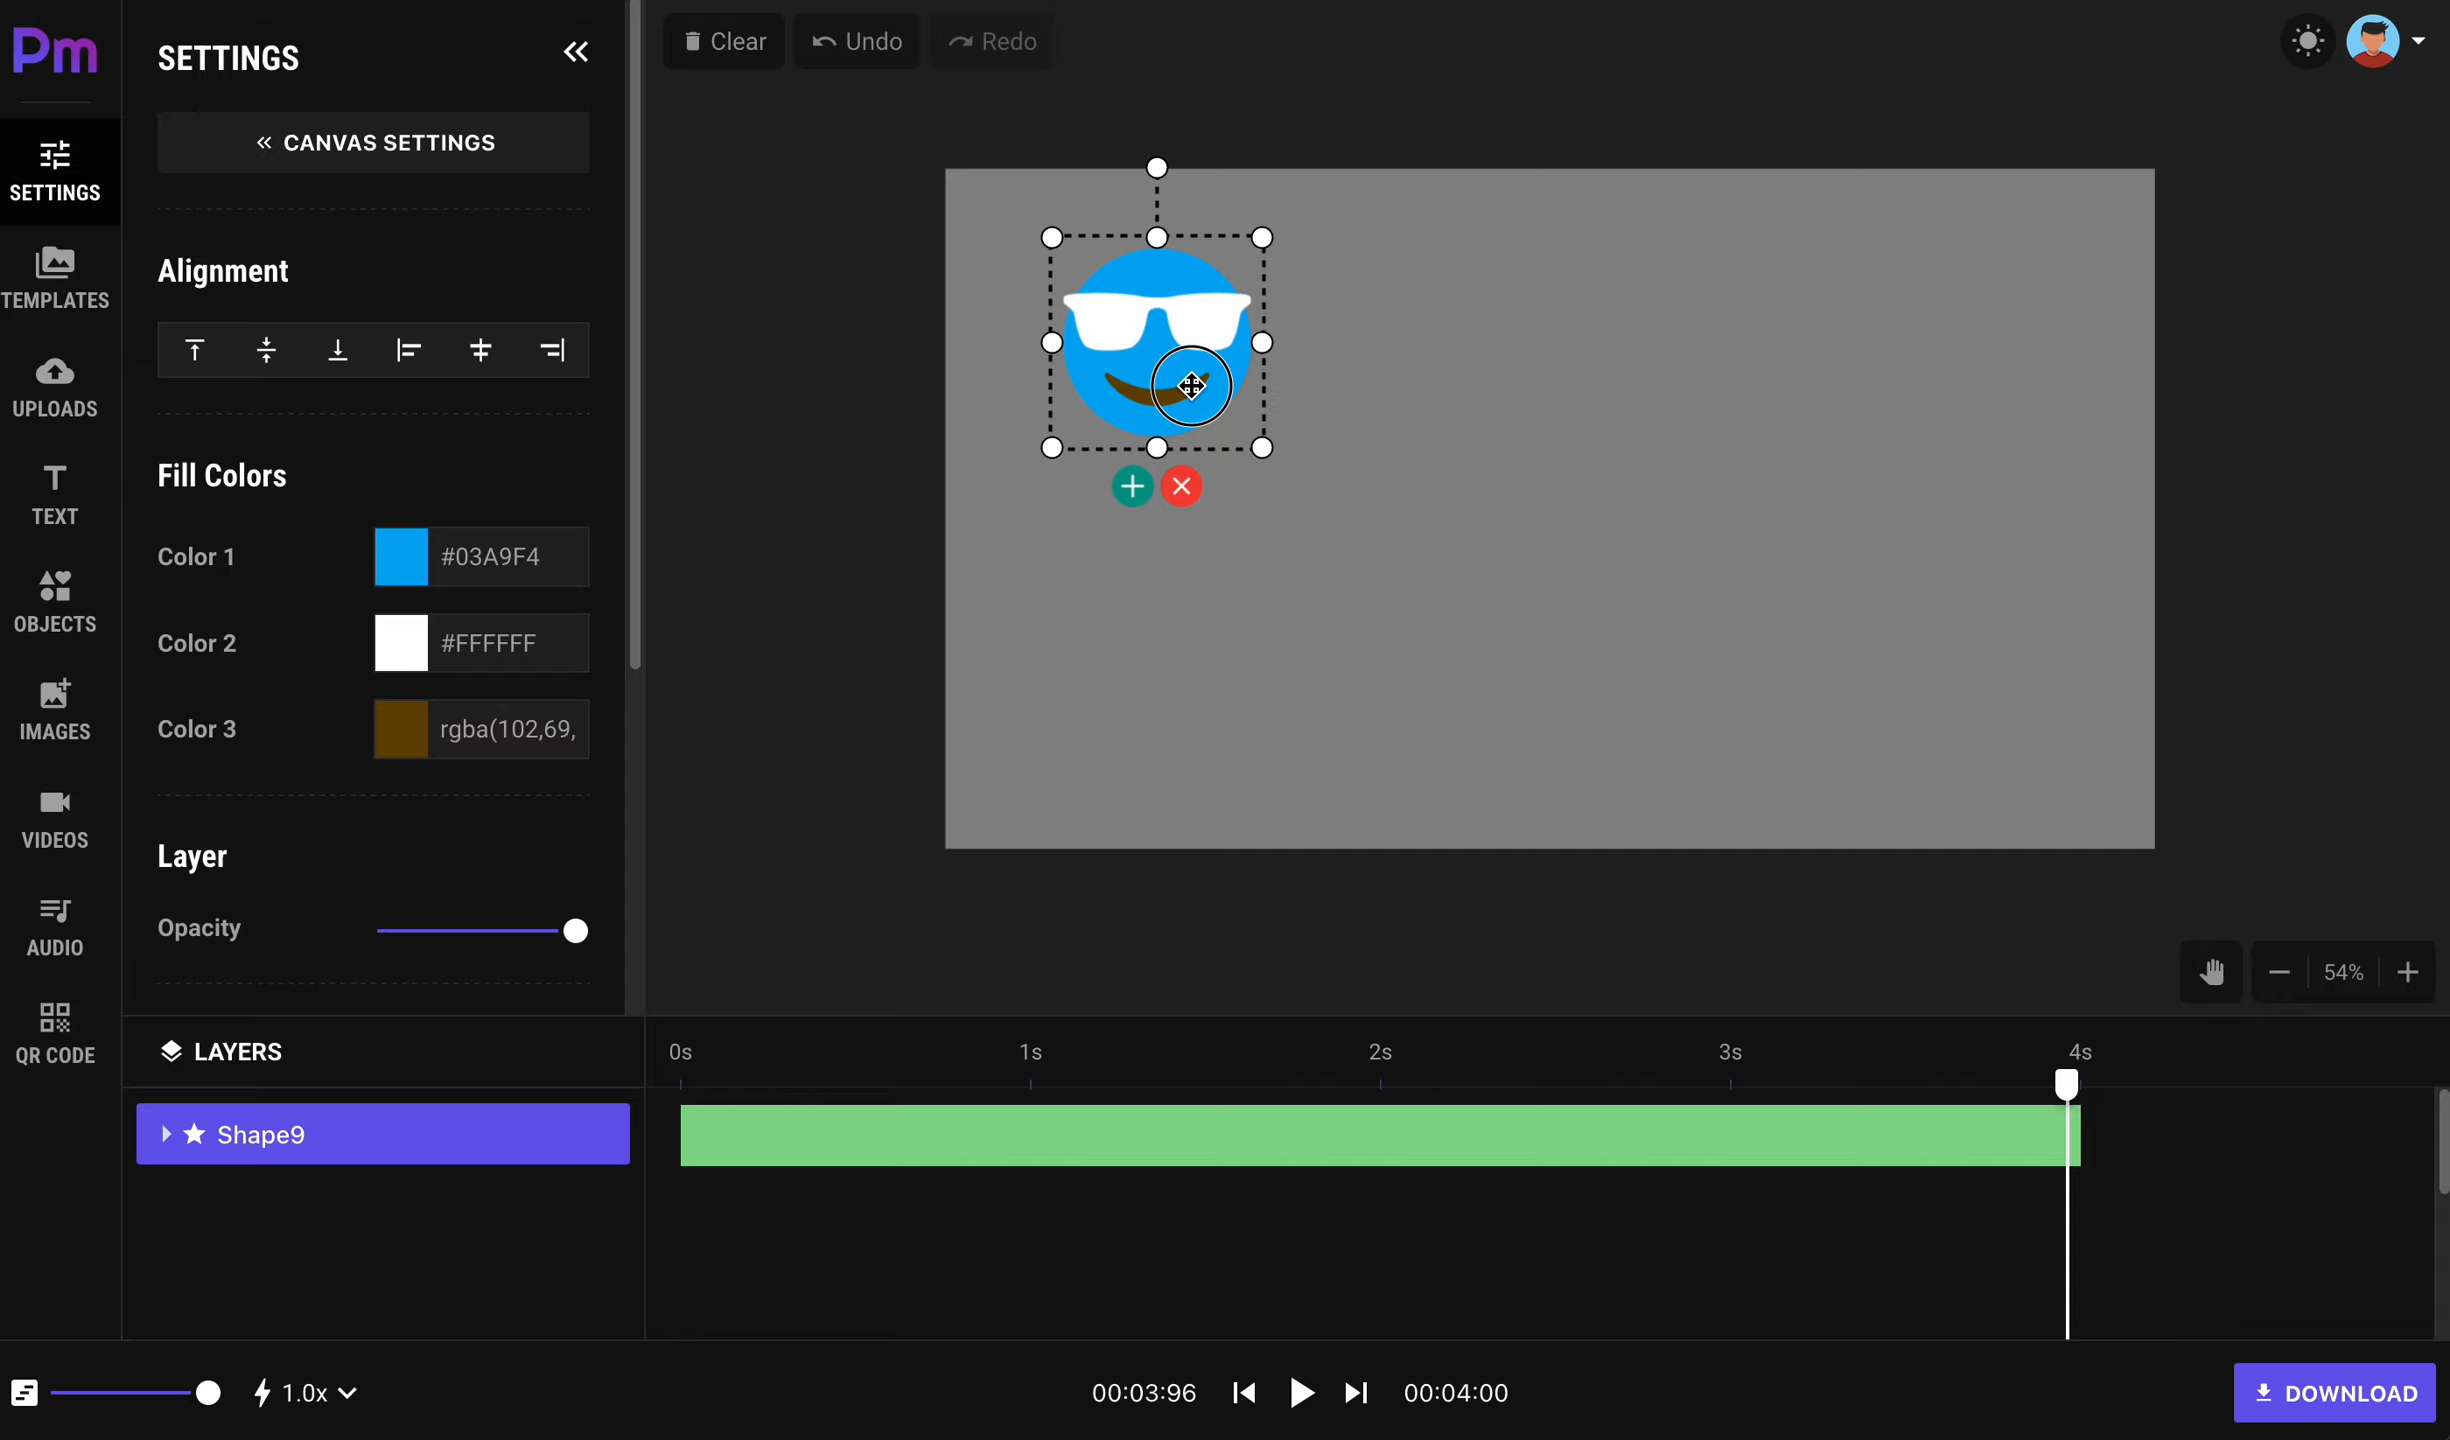 Pm
SETTINGS
Clear
Undo
Redo
CANVAS SETTINGS
SETTINGS
TEMPLATES
UPLOADS
TEXT
OBJECTS
IMAGES
VIDEOS
AUDIO
QR CODE
Alignment
Fill Colors
Color 1
#03A9F4
Color 2
#FFFFFF
Color 3
rgba(102,69,
Layer
Opacity
54%
LAYERS
0s
1s
2s
3s
4s
Shape9
1.0x
00:03:96
00:04:00
DOWNLOAD